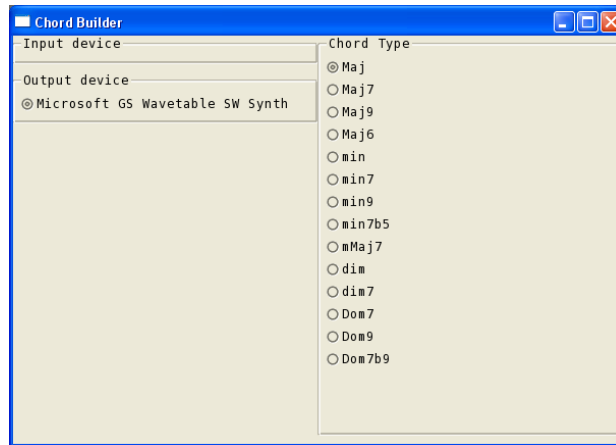 Chord Builder
Input device
Output device
Microsoft GS Wavetable SW Synth
Chord Type
Maj
Maj7
Maj9
Maj6
min
min7
min9
min7b5
mMaj7
dim
dim7
Dom7
Dom9
Dom7b9